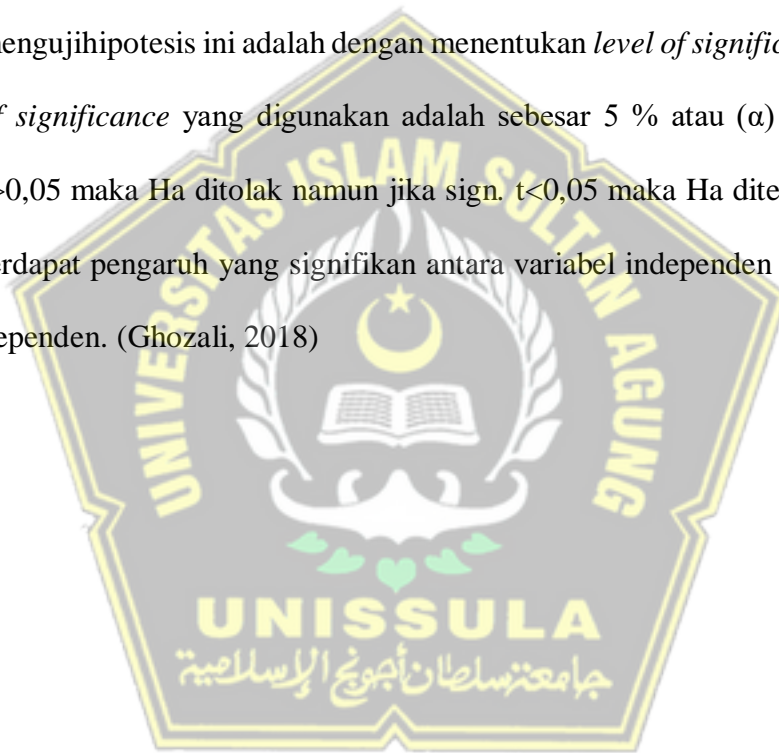 mengujihipotesis ini adalah dengan menentukan level of signific
f significance yang digunakan adalah sebesar 5 % atau (α)
>0,05 maka Ha ditolak namun jika sign. t<0,05 maka Ha dite
erdapat pengaruh yang signifikan antara variabel independen
ependen. (Ghozali, 2018)
UNIVERSITAS ISLAM SULTAN AGUNG
UNISSULA
جامعة سلطان أجونج الإسلامية